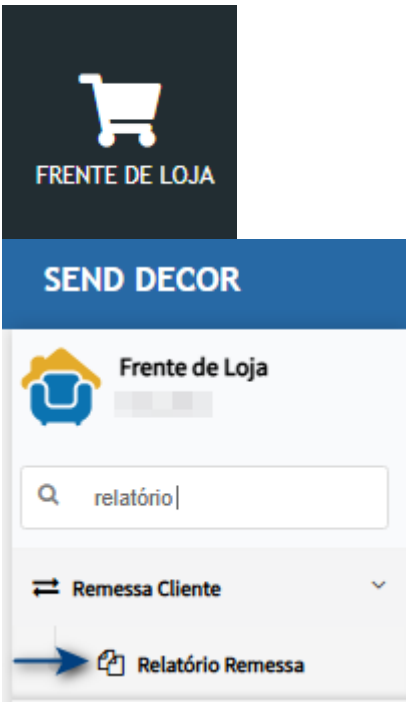 FRENTE DE LOJA
SEND DECOR
Frente de Loja
relatório
Remessa Cliente
Relatório Remessa